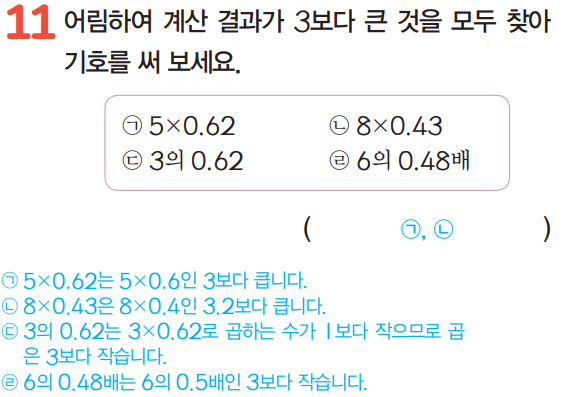 11 어림하여 계산 결과가 3보다 큰 것을 모두 찾아
기호를 써 보세요.
㉠ 5×0.62 ㉡ 8×0.43
㉢ 3의 0.62 ㉣ 6의 0.48배
( ㉠, ㉡ )
㉠ 5×0.62는 5×0.6인 3보다 큽니다.
㉡ 8×0.43은 8×0.4인 3.2보다 큽니다.
㉢ 3의 0.62는 3×0.62로 곱하는 수가 1보다 작으므로 곱
은 3보다 작습니다.
㉣ 6의 0.48배는 6의 0.5배인 3보다 작습니다.